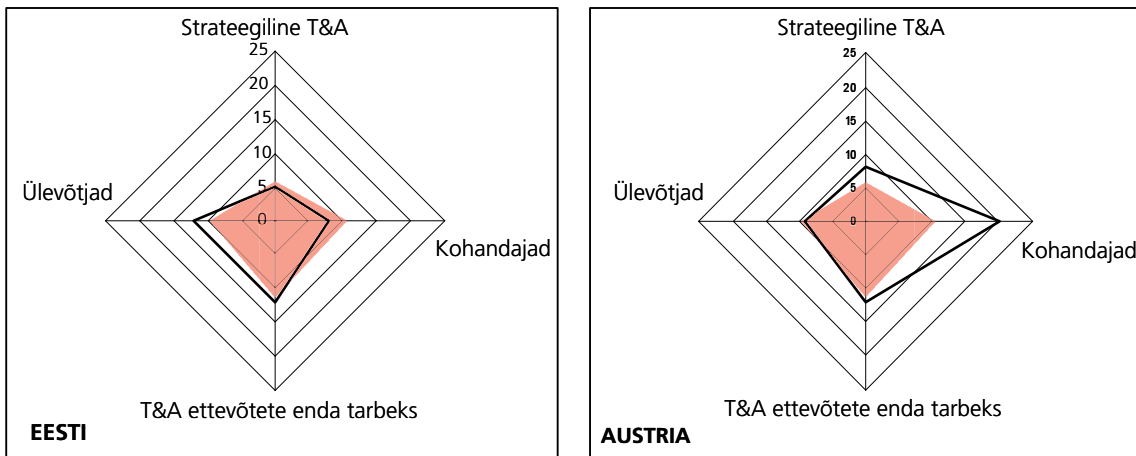 Strateegiline T&A
25
20
15
10
5
0
Ülevõtjad
Kohandajad
T&A ettevõtete enda tarbeks
EESTI
Strateegiline T&A
25
20
15
10
5
0
Ülevõtjad
Kohandajad
T&A ettevõtete enda tarbeks
AUSTRIA